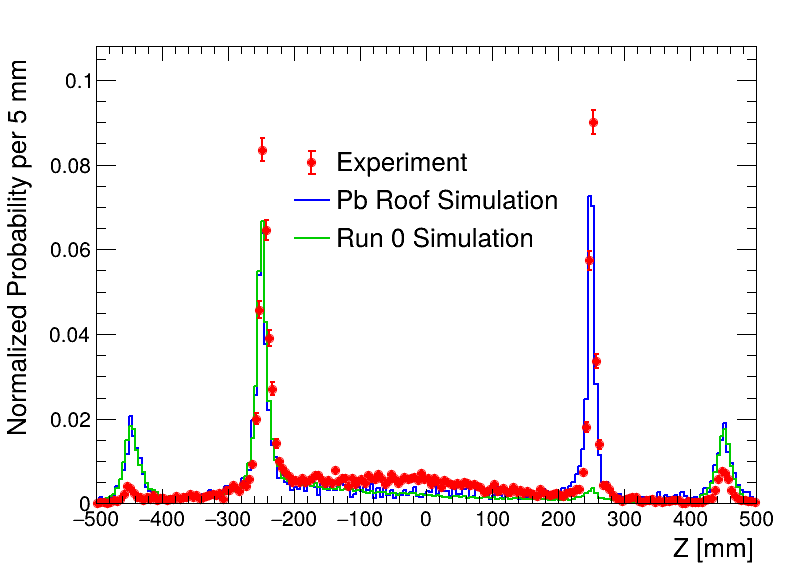 Normalized Probability per 5 mm
0.1
0.08
0.06
0.04
0.02
0
Experiment
Pb Roof Simulation
Run 0 Simulation
−500 −400 −300 −200 −100 0 100 200 300 400 500
Z [mm]